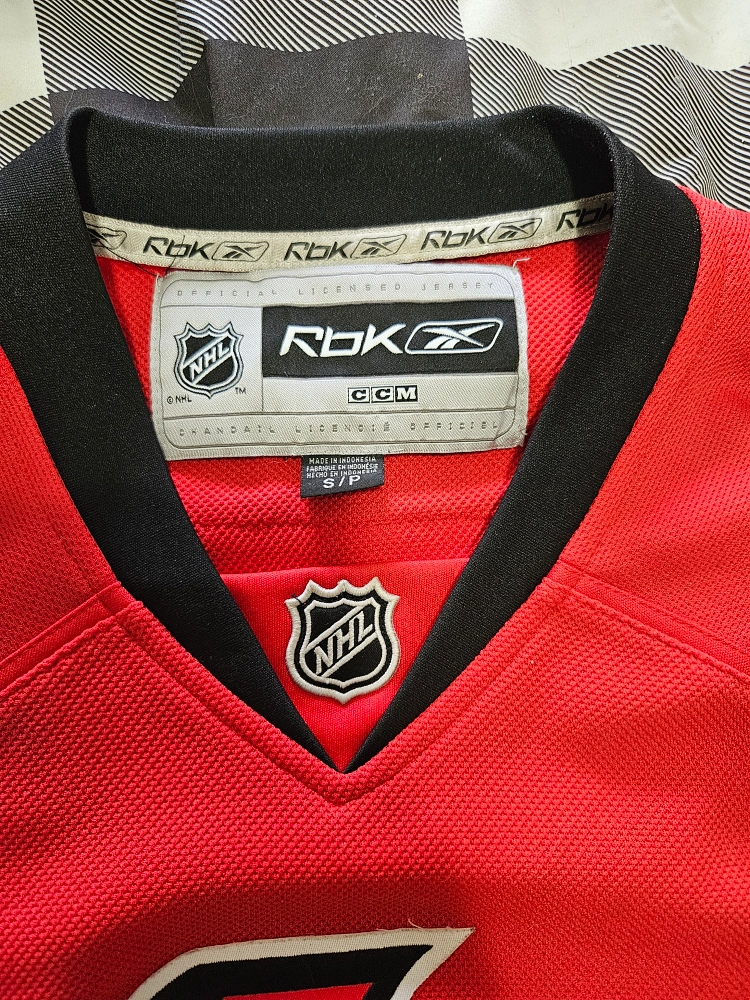 RbK RbK RbK RbK
OFFICIAL LICENSED JERSEY
NHL
RbK
© NHL
TM
CCM
CHANDAIL LICENCIÉ OFFICIEL
MADE IN INDONESIA
FABRIQUE EN INDONÉSIE
HECHO EN INDONESIA
S/P
NHL